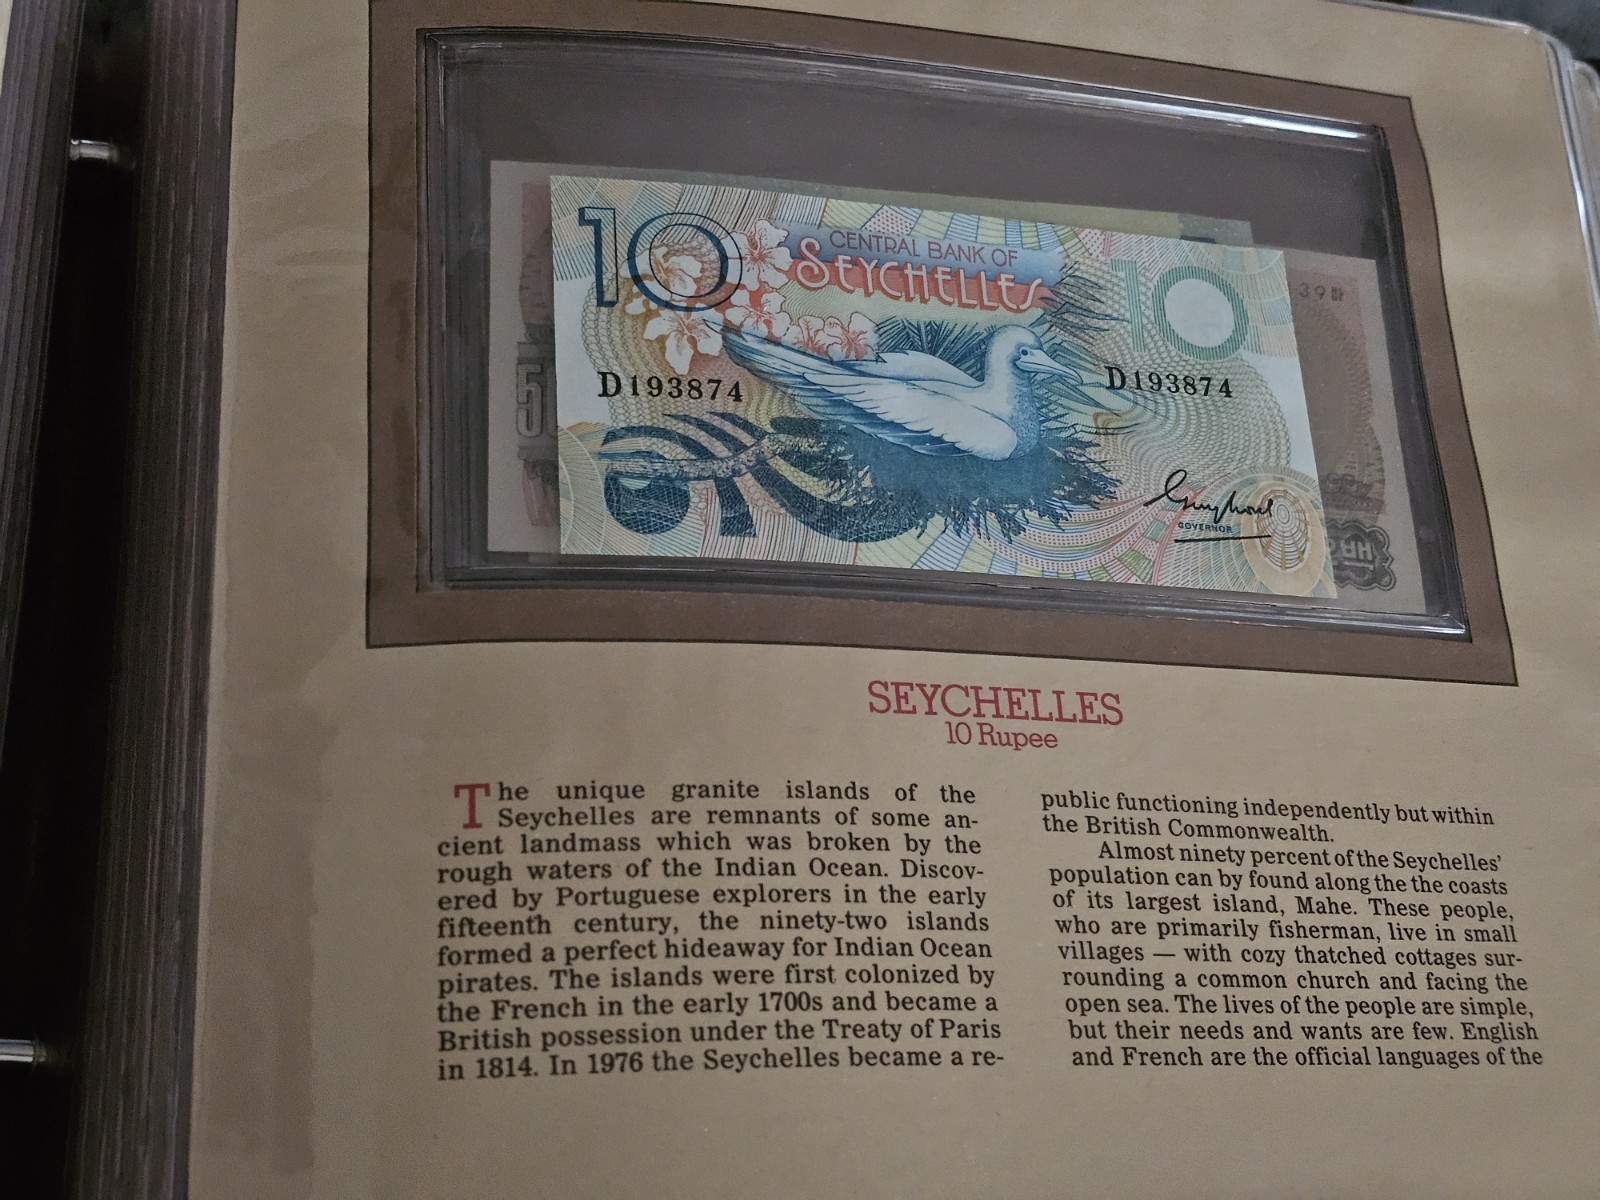 10
CENTRAL BANK OF
SEYCHELLES
10
39
5
D193874
D193874
GOVERNOR
SEYCHELLES
10 Rupee
The unique granite islands of the
Seychelles are remnants of some an-
cient landmass which was broken by the
rough waters of the Indian Ocean. Discov-
ered by Portuguese explorers in the early
fifteenth century, the ninety-two islands
formed a perfect hideaway for Indian Ocean
pirates. The islands were first colonized by
the French in the early 1700s and became a
British possession under the Treaty of Paris
in 1814. In 1976 the Seychelles became a re-
public functioning independently but within
the British Commonwealth.
Almost ninety percent of the Seychelles'
population can by found along the the coasts
of its largest island, Mahe. These people,
who are primarily fisherman, live in small
villages — with cozy thatched cottages sur-
rounding a common church and facing the
open sea. The lives of the people are simple,
but their needs and wants are few. English
and French are the official languages of the